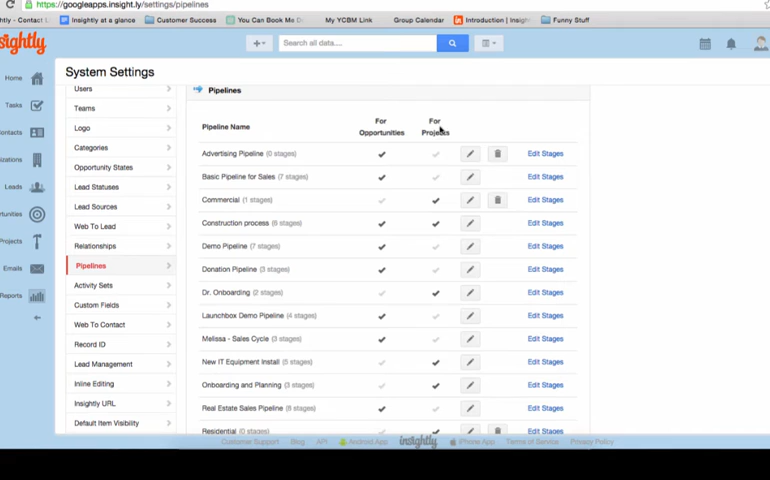 https://googleapps.insight.ly/settings/pipelines
htly - Contact L
Insightly at a glance
Customer Success
You Can Book Me D
My YCBM Link
Group Calendar
Introduction | Insigh
Funny Stuff
sightly
Search all data....
System Settings
Home
Tasks
ontacts
izations
Leads
rtunities
Projects
Emails
Reports
Users
Teams
Logo
Categories
Opportunity States
Lead Statuses
Lead Sources
Web To Lead
Relationships
Pipelines
Activity Sets
Custom Fields
Web To Contact
Record ID
Lead Management
Inline Editing
Insightly URL
Default Item Visibility
Pipelines
Pipeline Name For Opportunities For Projects
Advertising Pipeline (0 stages) Edit Stages
Basic Pipeline for Sales (7 stages) Edit Stages
Commercial (1 stages) Edit Stages
Construction process (6 stages) Edit Stages
Demo Pipeline (7 stages) Edit Stages
Donation Pipeline (3 stages) Edit Stages
Dr. Onboarding (2 stages) Edit Stages
Launchbox Demo Pipeline (4 stages) Edit Stages
Melissa - Sales Cycle (3 stages) Edit Stages
New IT Equipment Install (5 stages) Edit Stages
Onboarding and Planning (3 stages) Edit Stages
Real Estate Sales Pipeline (8 stages) Edit Stages
Residential (0 stages) Edit Stages
Customer Support Blog API Android App insightly iPhone App Terms of Service Privacy Policy